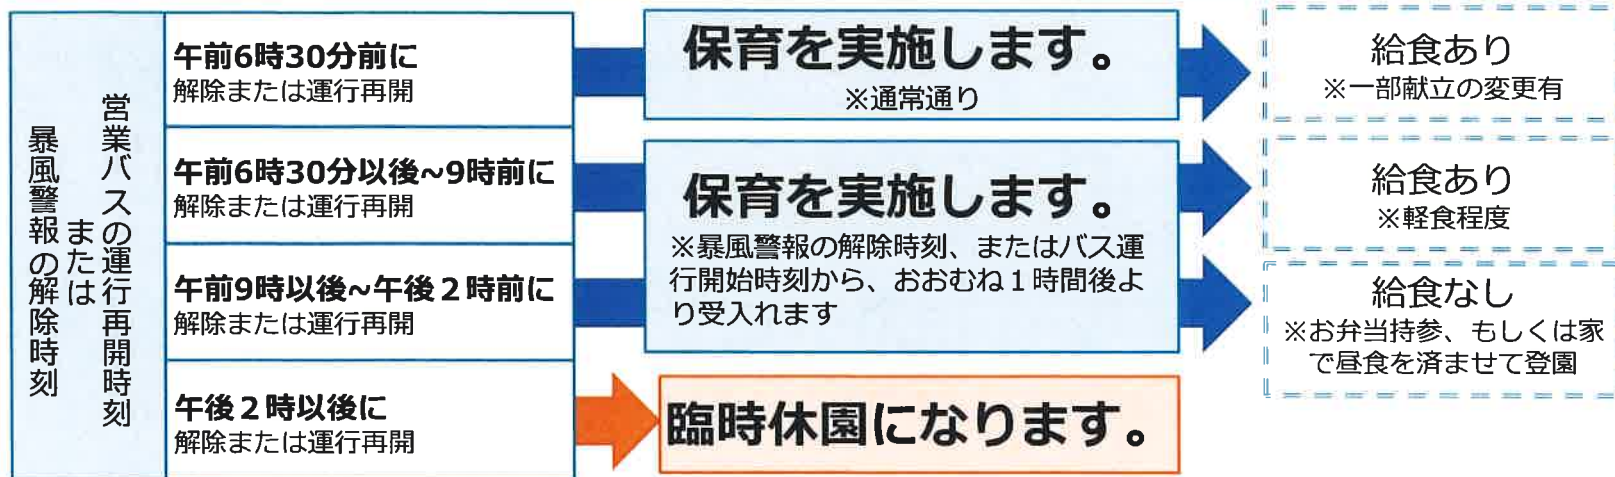 暴風警報の解除時刻
または
営業バスの運行再開時刻
午前6時30分前に
解除または運行再開
保育を実施します。
※通常通り
給食あり
※一部献立の変更有
午前6時30分以後~9時前に
解除または運行再開
午前9時以後~午後２時前に
解除または運行再開
保育を実施します。
※暴風警報の解除時刻、またはバス運
行開始時刻から、おおむね１時間後よ
り受入れます
給食あり
※軽食程度
給食なし
※お弁当持参、もしくは家
で昼食を済ませて登園
午後２時以後に
解除または運行再開
臨時休園になります。